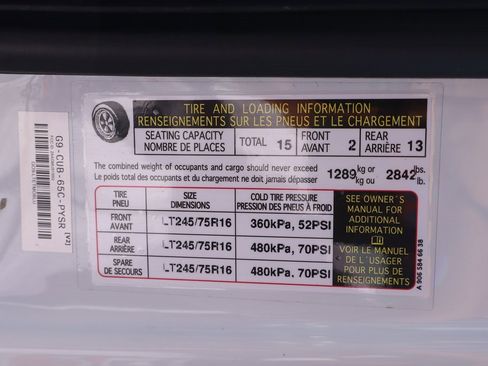 TIRE AND LOADING INFORMATION
RENSEIGNEMENTS SUR LES PNEUS ET LE CHARGEMENT
SEATING CAPACITY
NOMBRE DE PLACES
TOTAL 15
FRONT
AVANT 2
REAR
ARRIÈRE 13
The combined weight of occupants and cargo should never exceed
Le poids total des occupants et du chargement ne doit jamais dépasser
1289 kg or
kg ou
2842 lbs.
lb.
TIRE
PNEU
SIZE
DIMENSIONS
COLD TIRE PRESSURE
PRESSION DES PNEUS À FROID
FRONT
AVANT
LT245/75R16
360kPa, 52PSI
REAR
ARRIÈRE
LT245/75R16
480kPa, 70PSI
SPARE
DE SECOURS
LT245/75R16
480kPa, 70PSI
SEE OWNER'S
MANUAL FOR
ADDITIONAL
INFORMATION
VOIR LE MANUEL
DE L'USAGER
POUR PLUS DE
RENSEIGNEMENTS
A 906 584 66 38
G9-CUB-65C-PYSR [V2]